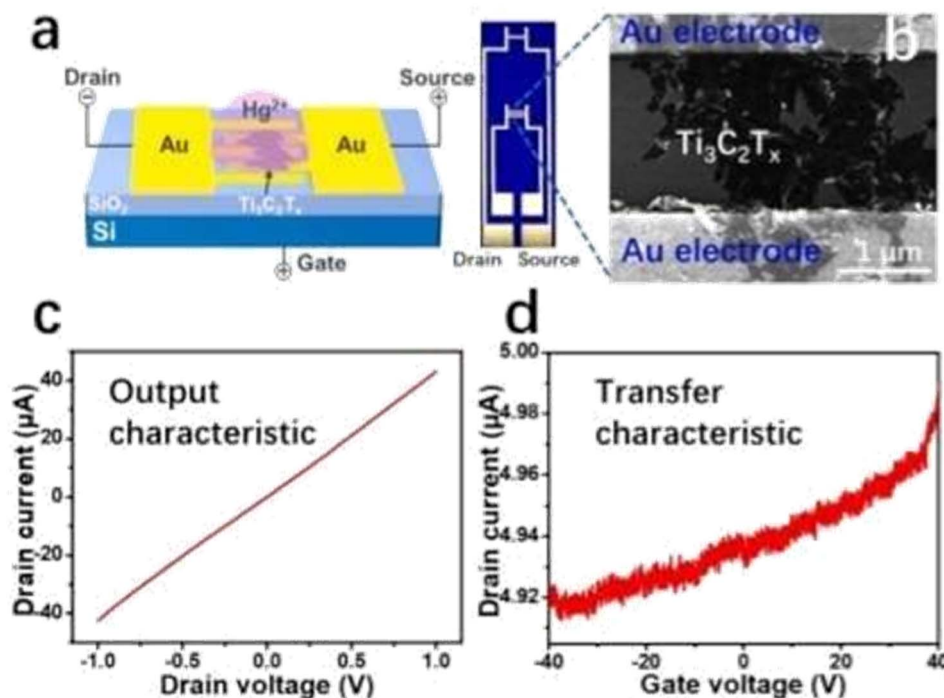 a
Drain
Source
Hg²⁺
Au
Au
SiO₂
Ti₃C₂Tₓ
Si
Gate
Drain Source
b
Au electrode
Ti₃C₂Tₓ
Au electrode
1 μm
c
Output
characteristic
Drain current (μA)
40
20
0
-20
-40
-1.0 -0.5 0.0 0.5 1.0
Drain voltage (V)
d
Transfer
characteristic
Drain current (μA)
5.00
4.98
4.96
4.94
4.92
-40 -20 0 20 40
Gate voltage (V)